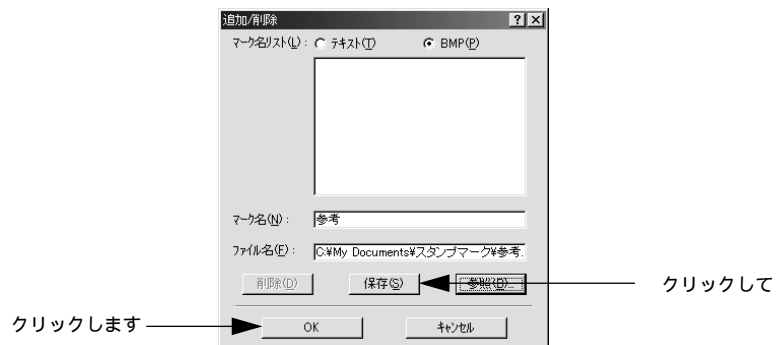 追加/削除
マーク名リスト(L): テキスト(T) BMP(P)
マーク名(N): 参考
ファイル名(F): C:¥My Documents¥スタンプマーク¥参考.
削除(D) 保存(S) 参照(B)... クリックして
クリックします OK キャンセル